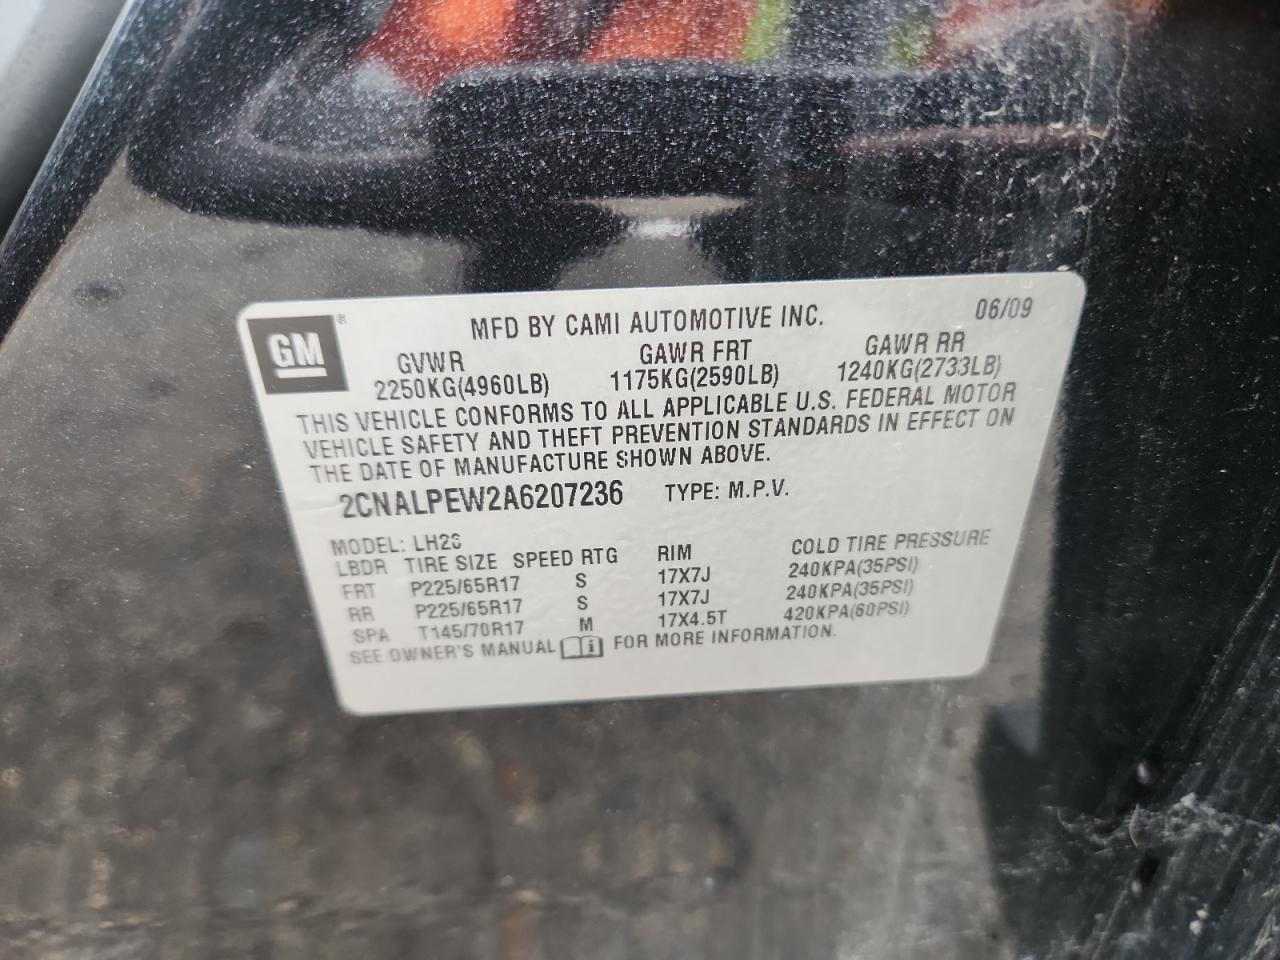 GM ®
MFD BY CAMI AUTOMOTIVE INC. 06/09
GVWR GAWR FRT GAWR RR
2250KG(4960LB) 1175KG(2590LB) 1240KG(2733LB)
THIS VEHICLE CONFORMS TO ALL APPLICABLE U.S. FEDERAL MOTOR
VEHICLE SAFETY AND THEFT PREVENTION STANDARDS IN EFFECT ON
THE DATE OF MANUFACTURE SHOWN ABOVE.
2CNALPEW2A6207236 TYPE: M.P.V.
MODEL:
LBDR TIRE SIZE SPEED RTG RIM COLD TIRE PRESSURE
FRT P225/65R17 S 17X7J 240KPA(35PSI)
RR P225/65R17 S 17X7J 240KPA(35PSI)
SPA T145/70R17 M 17X4.5T 420KPA(60PSI)
SEE OWNER'S MANUAL FOR MORE INFORMATION.